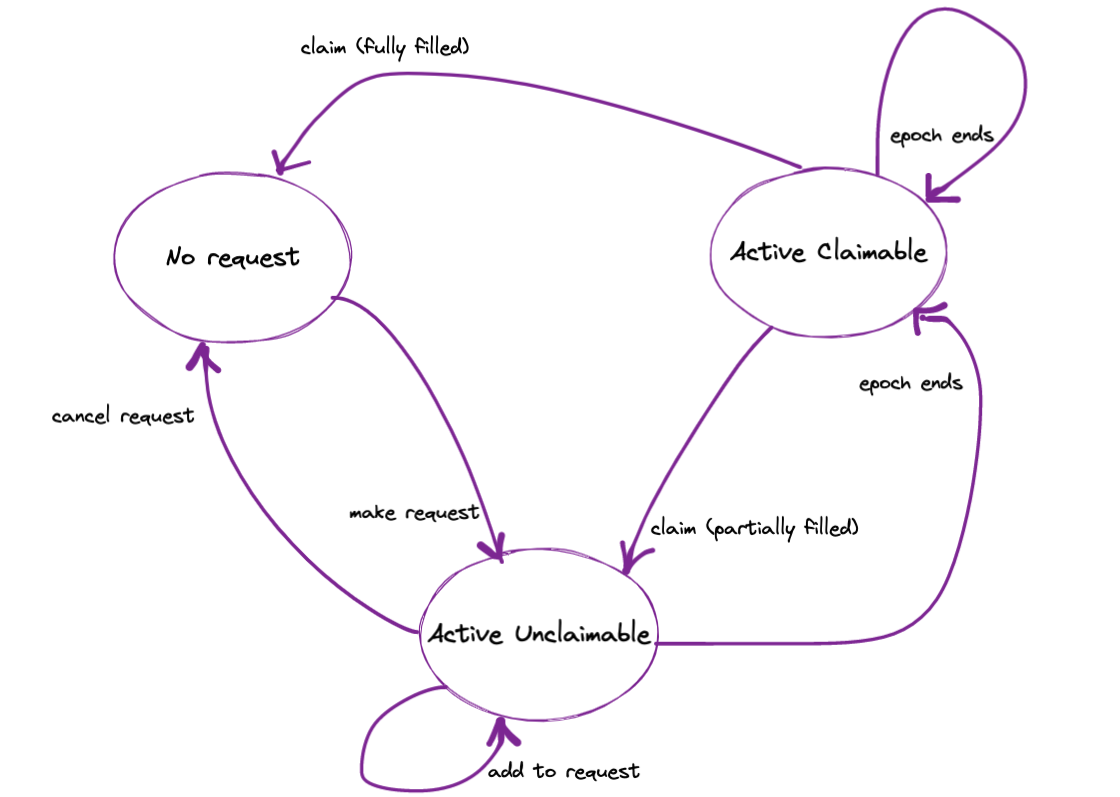 claim (fully filled)
epoch ends
No request
Active Claimable
epoch ends
cancel request
make request
claim (partially filled)
Active Unclaimable
add to request